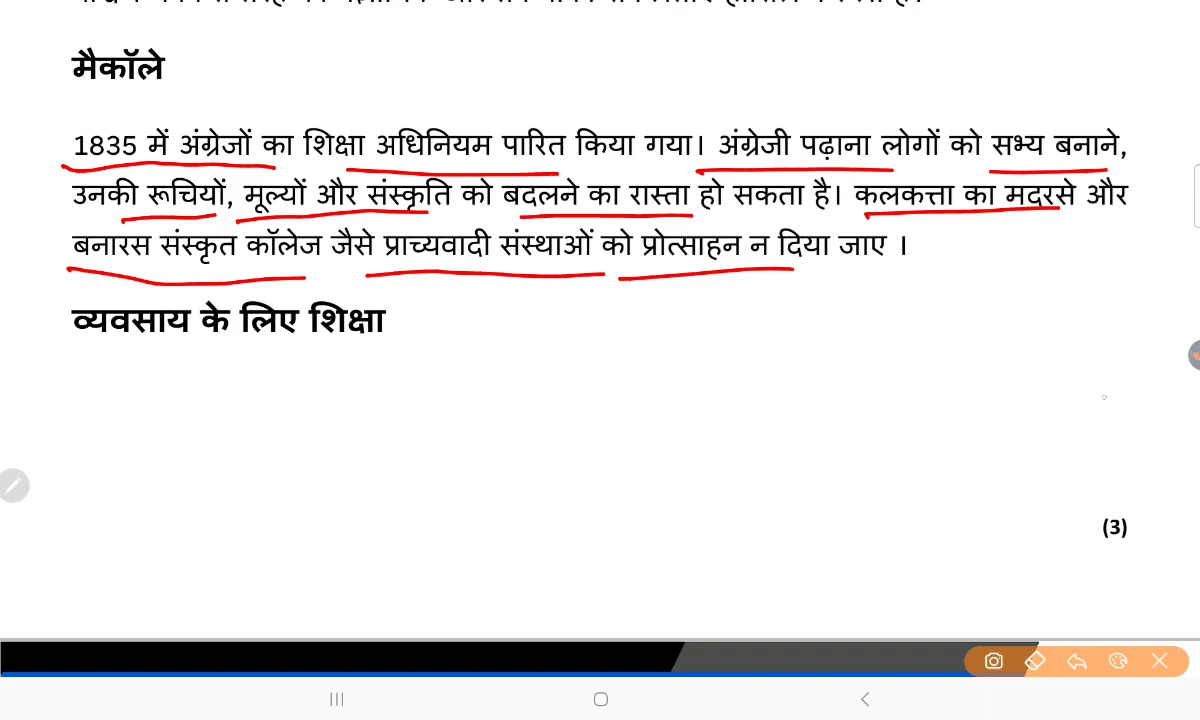 मैकॉले
1835 में अंग्रेजों का शिक्षा अधिनियम पारित किया गया। अंग्रेजी पढ़ाना लोगों को सभ्य बनाने,
उनकी रूचियों, मूल्यों और संस्कृति को बदलने का रास्ता हो सकता है। कलकत्ता का मदरसे और
बनारस संस्कृत कॉलेज जैसे प्राच्यवादी संस्थाओं को प्रोत्साहन न दिया जाए ।
व्यवसाय के लिए शिक्षा
(3)